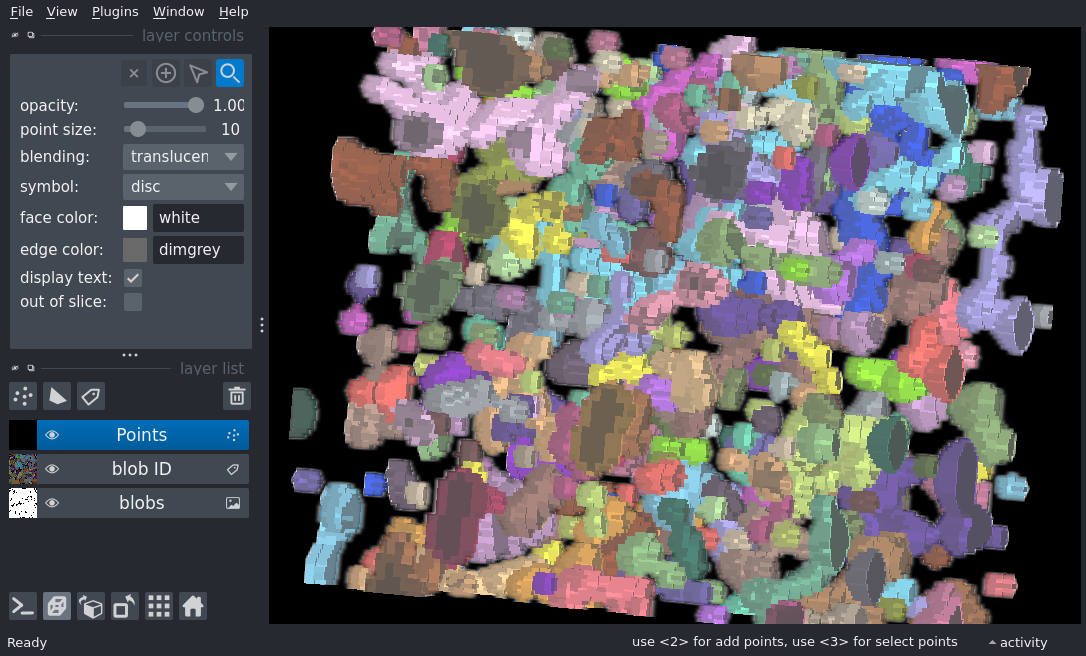 File View Plugins Window Help
layer controls
opacity: 1.00
point size: 10
blending: translucen
symbol: disc
face color: white
edge color: dimgrey
display text:
out of slice:
layer list
Points
blob ID
blobs
Ready use <2> for add points, use <3> for select points activity